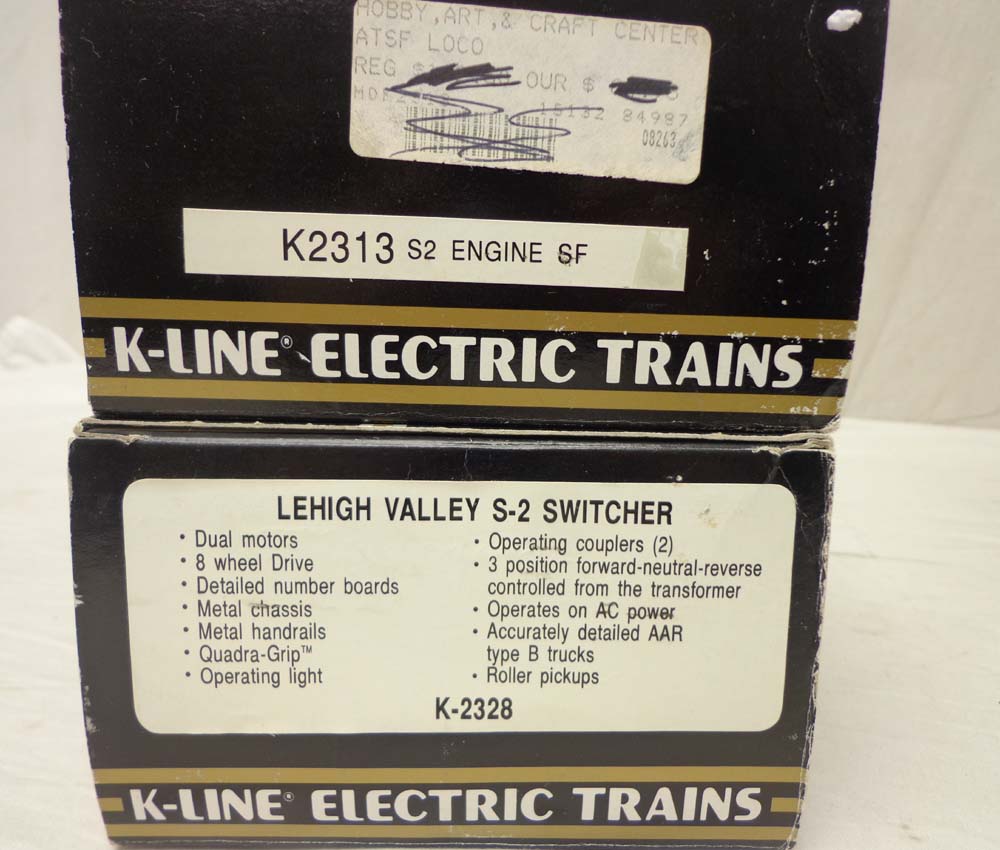 HOBBY, ART, & CRAFT CENTER
ATSF LOCO
REG OUR $
15132 84987
08263
K2313 S2 ENGINE SF
K-LINE® ELECTRIC TRAINS
LEHIGH VALLEY S-2 SWITCHER
• Dual motors
• 8 wheel Drive
• Detailed number boards
• Metal chassis
• Metal handrails
• Quadra-Grip™
• Operating light
• Operating couplers (2)
• 3 position forward-neutral-reverse
controlled from the transformer
• Operates on AC power
• Accurately detailed AAR
type B trucks
• Roller pickups
K-2328
K-LINE® ELECTRIC TRAINS